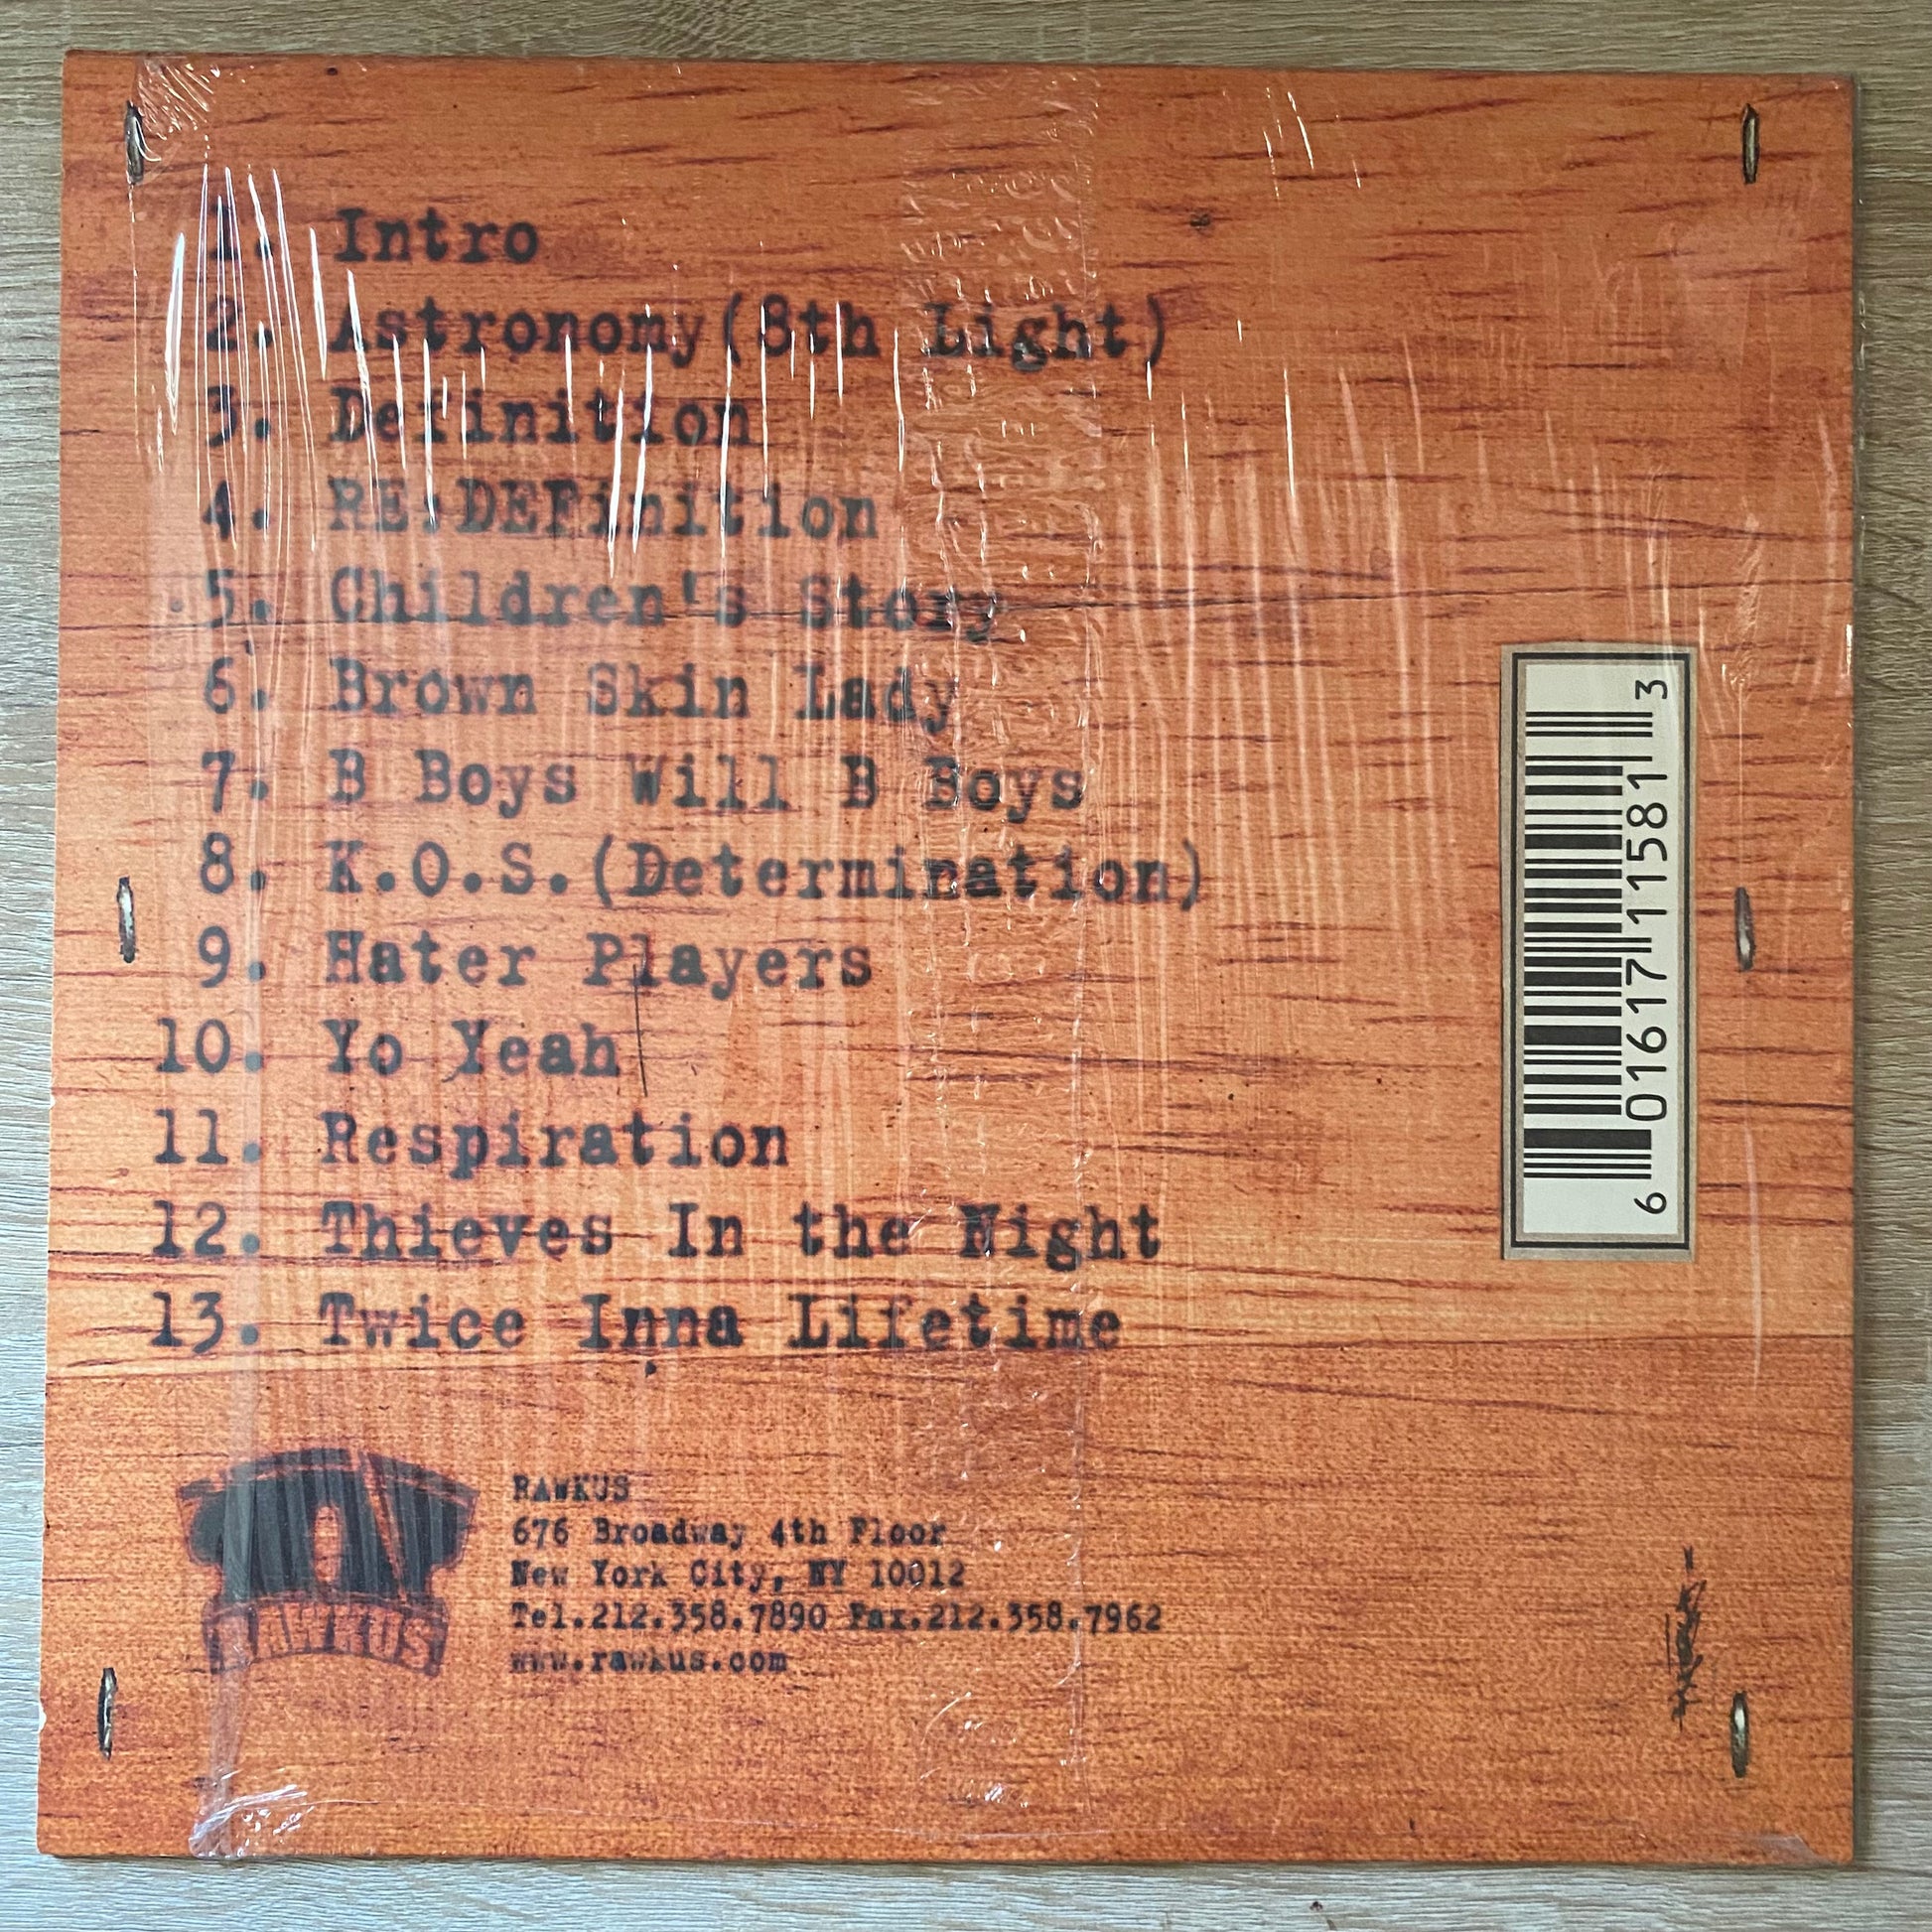 1. Intro
2. Astronomy(8th Light)
3. Definition
4. RE:DEFinition
5. Children's Story
6. Brown Skin Lady
7. B Boys Will B Boys
8. K.O.S.(Determination)
9. Hater Players
10. Yo Yeah
11. Respiration
12. Thieves In the Night
13. Twice Inna Lifetime
6 01617 11581 3
RAWKUS
RAWKUS
676 Broadway 4th Floor
New York City, NY 10012
Tel.212.358.7890 Fax.212.358.7962
www.rawkus.com